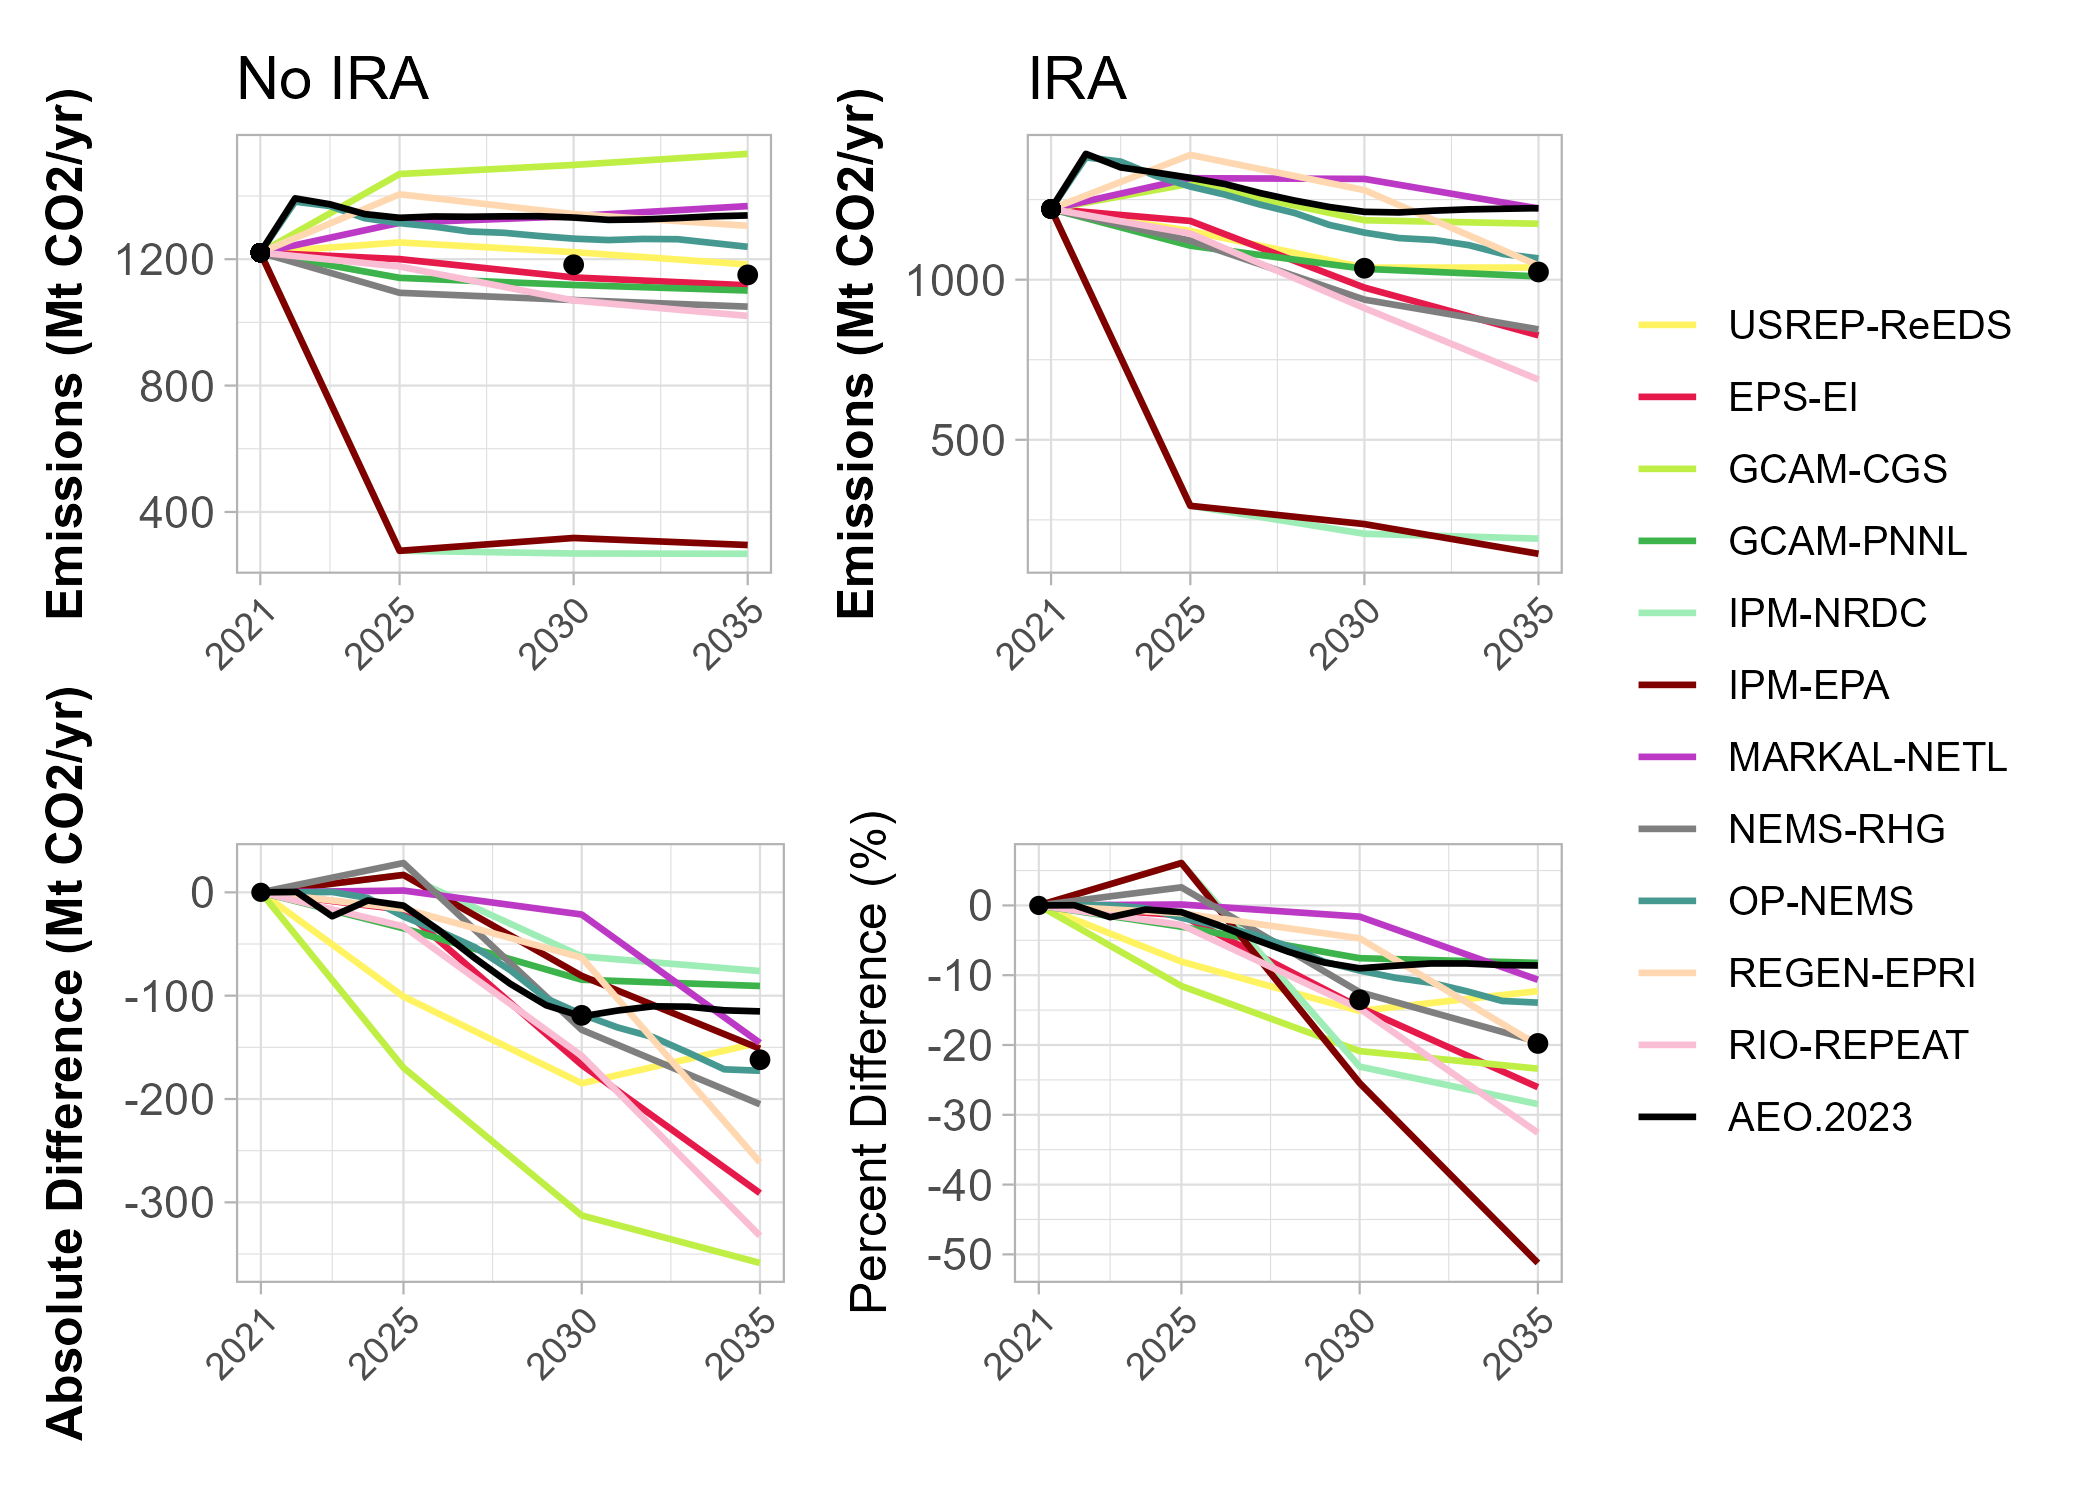 No IRA
Emissions (Mt CO2/yr)
1200
800
400
2021
2025
2030
2035
IRA
Emissions (Mt CO2/yr)
1000
500
2021
2025
2030
2035
Absolute Difference (Mt CO2/yr)
0
-100
-200
-300
2021
2025
2030
2035
Percent Difference (%)
0
-10
-20
-30
-40
-50
2021
2025
2030
2035
USREP-ReEDS
EPS-EI
GCAM-CGS
GCAM-PNNL
IPM-NRDC
IPM-EPA
MARKAL-NETL
NEMS-RHG
OP-NEMS
REGEN-EPRI
RIO-REPEAT
AEO.2023